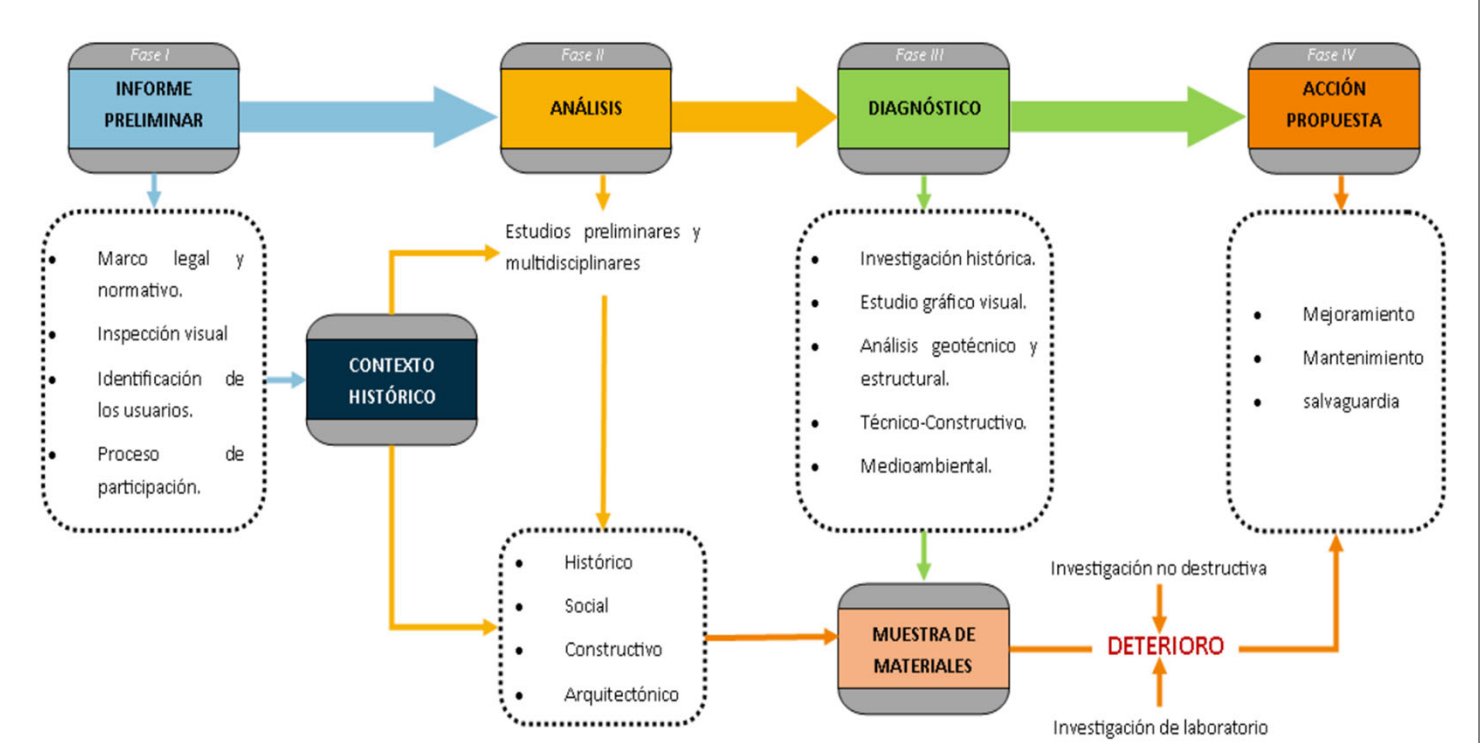 Fase I
INFORME
PRELIMINAR
Fase II
ANÁLISIS
Fase III
DIAGNÓSTICO
Fase IV
ACCIÓN
PROPUESTA
• Marco legal y
normativo.
• Inspección visual
• Identificación de
los usuarios.
• Proceso de
participación.
CONTEXTO
HISTÓRICO
Estudios preliminares y
multidisciplinares
• Histórico
• Social
• Constructivo
• Arquitectónico
• Investigación histórica.
• Estudio gráfico visual.
• Análisis geotécnico y
estructural.
• Técnico-Constructivo.
• Medioambiental.
MUESTRA DE
MATERIALES
Investigación no destructiva
DETERIORO
Investigación de laboratorio
• Mejoramiento
• Mantenimiento
• salvaguardia